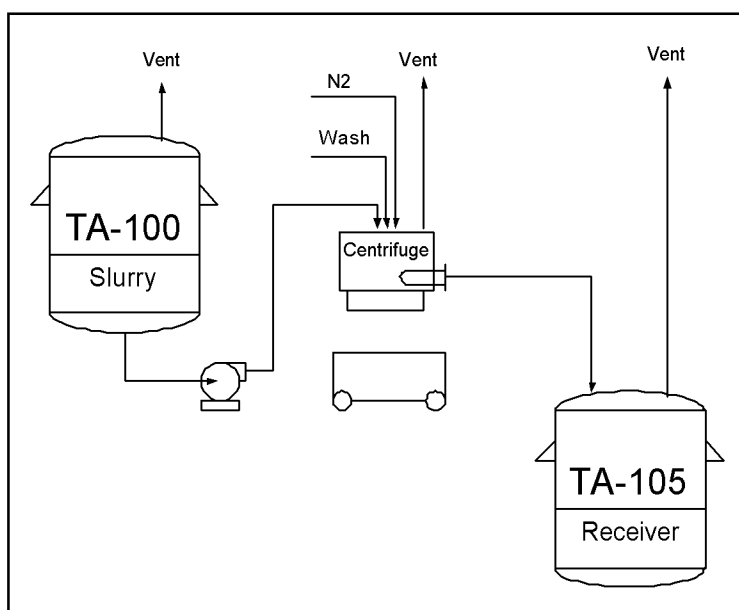 Vent
Vent
Vent
N2
Wash
TA-100
Slurry
Centrifuge
TA-105
Receiver